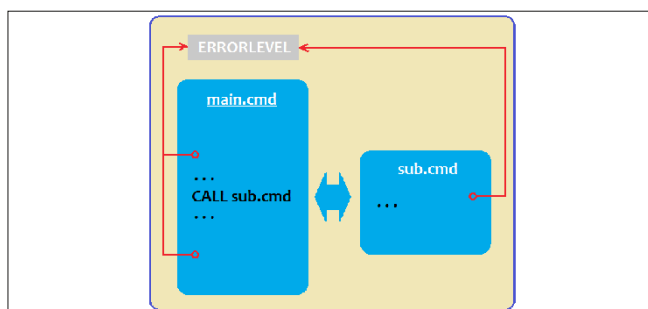 ERRORLEVEL
main.cmd
...
CALL sub.cmd
...
sub.cmd
...